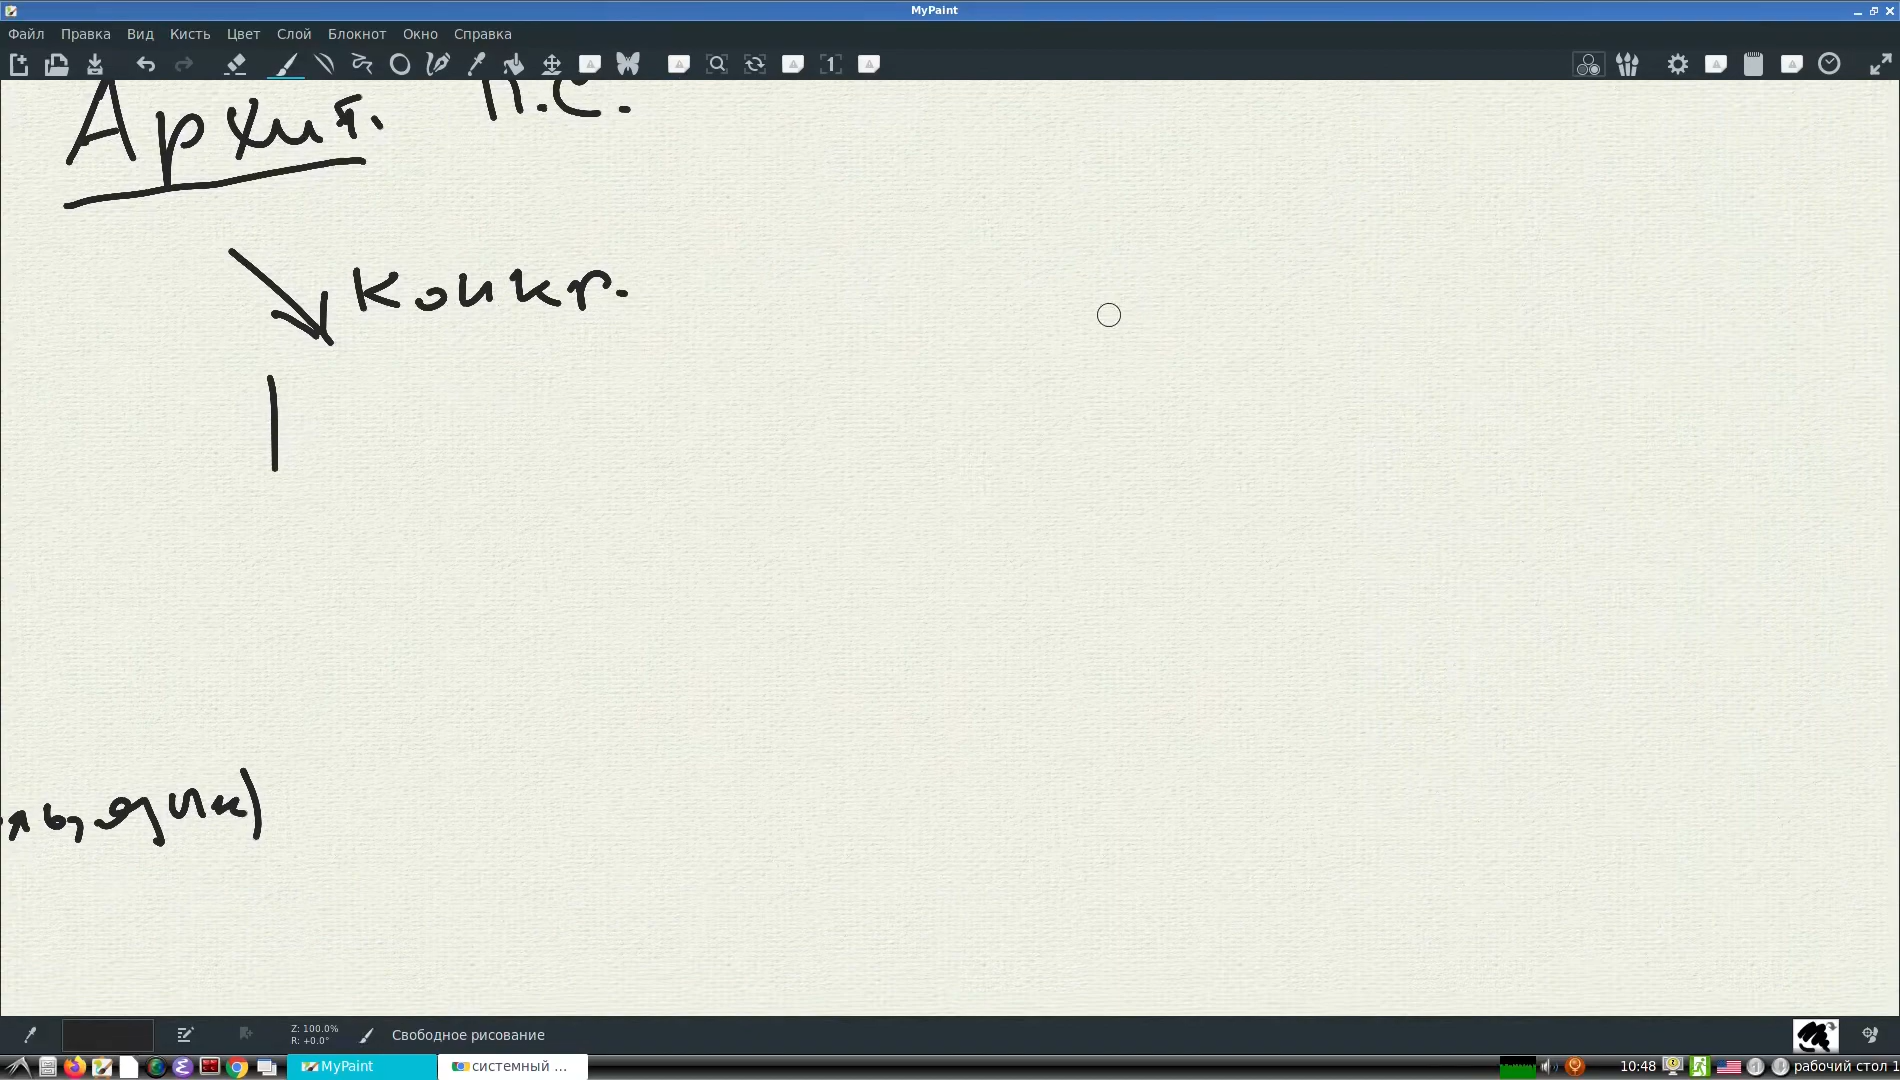 MyPaint
Файл Правка Вид Кисть Цвет Слой Блокнот Окно Справка
1
Архит. П.С.
Конкр.
Z: 100.0%
R: +0.0°
Свободное рисование
MyPaint
системный ...
10:48
рабочий стол 1